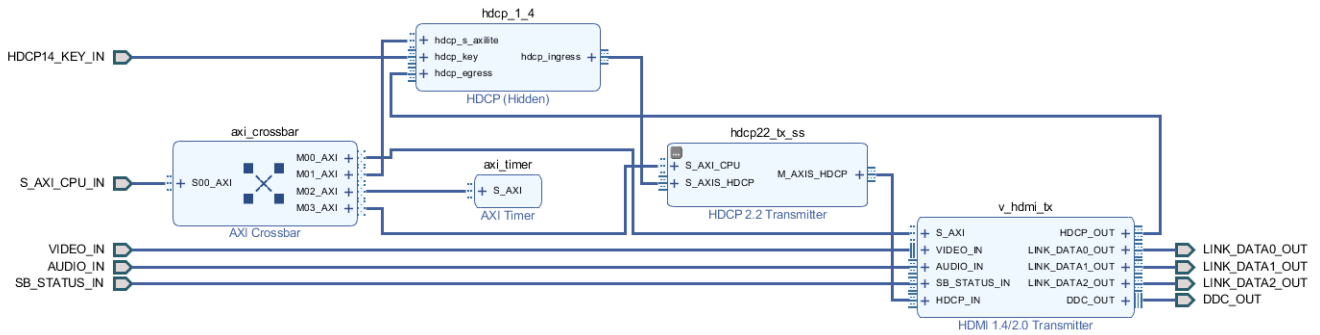 hdcp_1_4
hdcp_s_axilite
HDCP14_KEY_IN
hdcp_key
hdcp_ingress
hdcp_egress
HDCP (Hidden)
axi_crossbar
hdcp22_tx_ss
M00_AXI
axi_timer
S_AXI_CPU
M01_AXI
M_AXIS_HDCP
S_AXI_CPU_IN
S00_AXI
S_AXIS_HDCP
M02_AXI
S_AXI
M03_AXI
AXI Timer
HDCP 2.2 Transmitter
v_hdmi_tx
AXI Crossbar
S_AXI
HDCP_OUT
VIDEO_IN
VIDEO_IN
LINK_DATA0_OUT
LINK_DATA0_OUT
AUDIO_IN
AUDIO_IN
LINK_DATA1_OUT
LINK_DATA1_OUT
SB_STATUS_IN
SB_STATUS_IN
LINK_DATA2_OUT
LINK_DATA2_OUT
HDCP_IN
DDC_OUT
DDC_OUT
HDMI 1.4/2.0 Transmitter